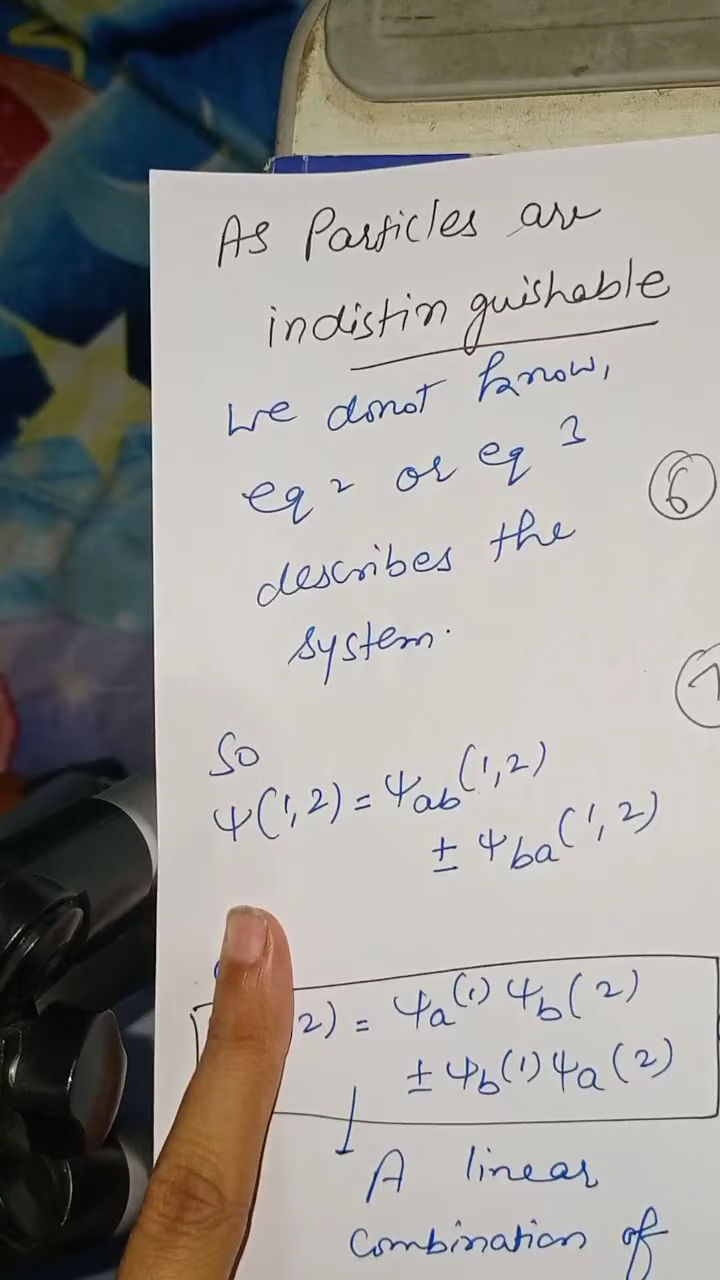 As Particles are
indistinguishable
We donot know,
eq 2 or eq 3
6
describes the
system.
So
Ψ(1,2) = Ψab(1,2)
± Ψba(1,2)
2) = Ψa(1) Ψb(2)
± Ψb(1) Ψa(2)
A linear
combination of